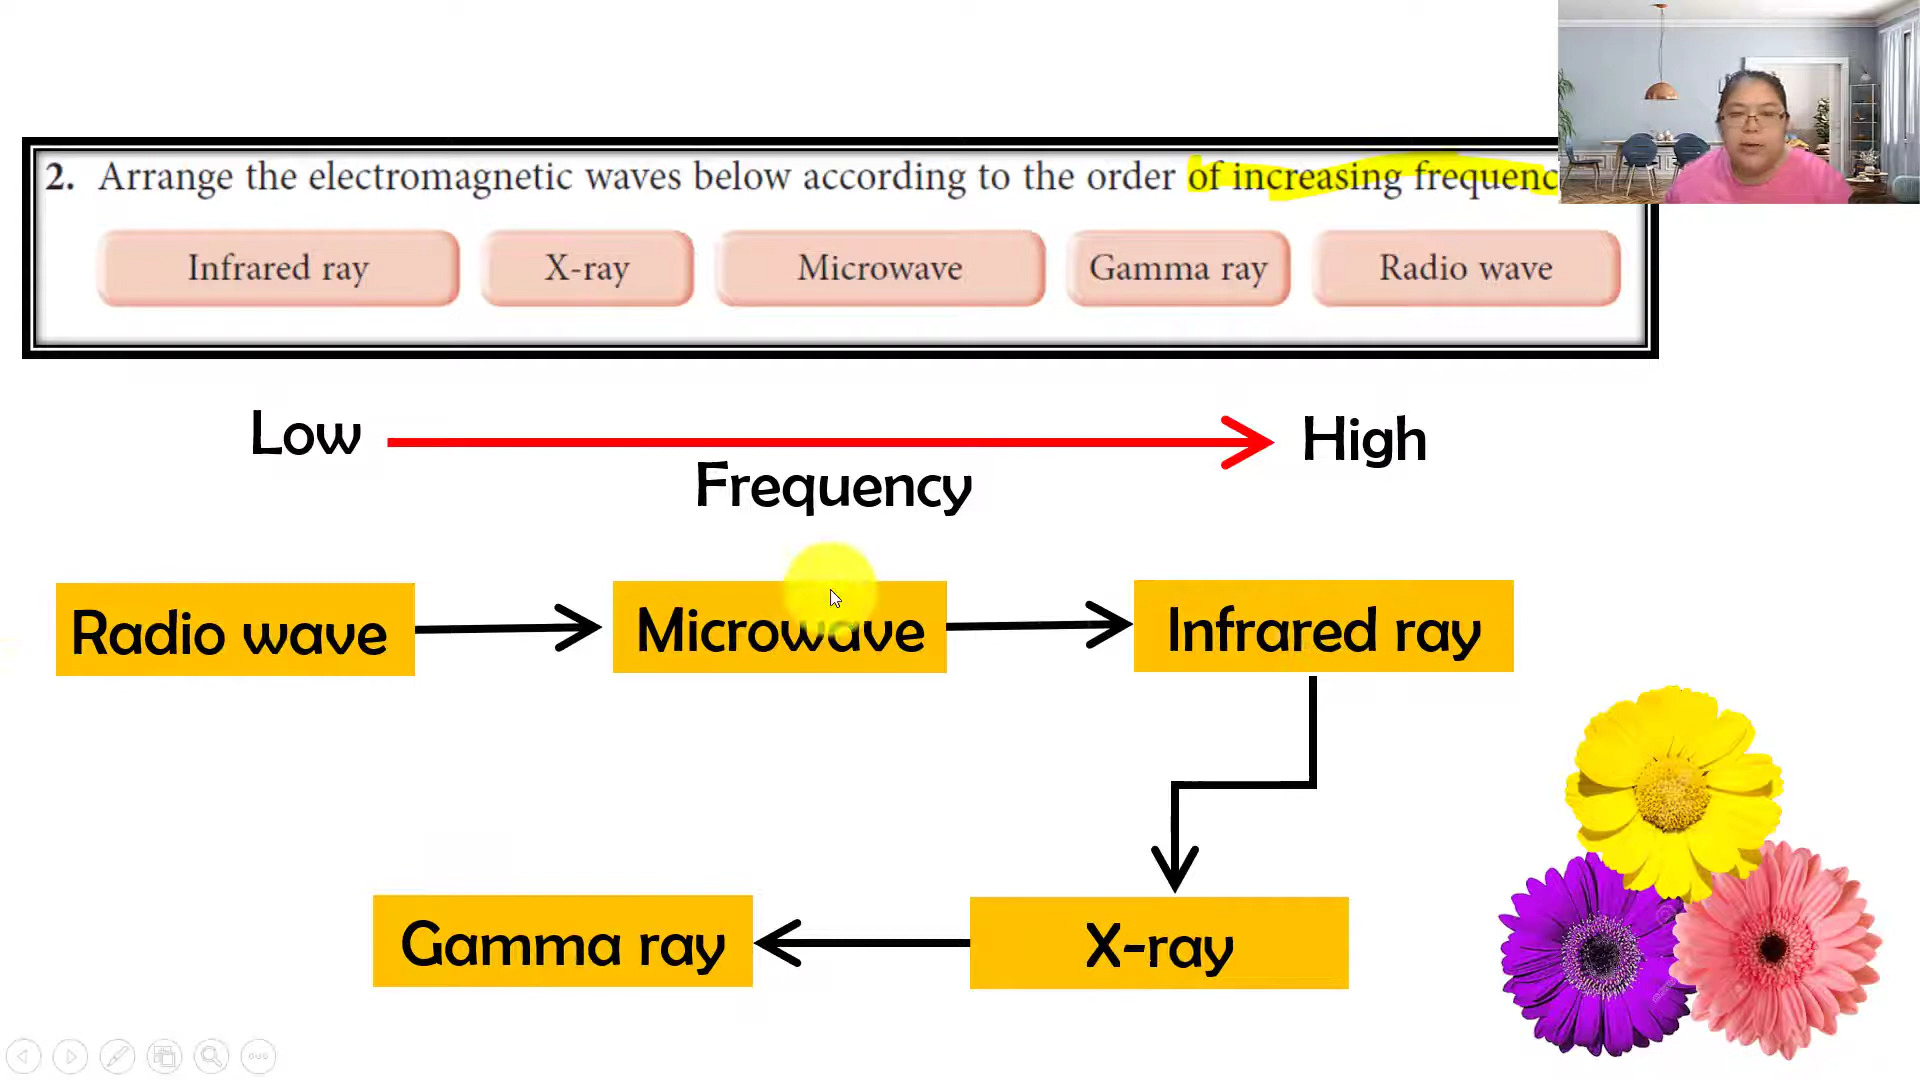 2. Arrange the electromagnetic waves below according to the order of increasing frequenc
Infrared ray X-ray Microwave Gamma ray Radio wave
Low High
Frequency
Radio wave Microwave Infrared ray
Gamma ray X-ray